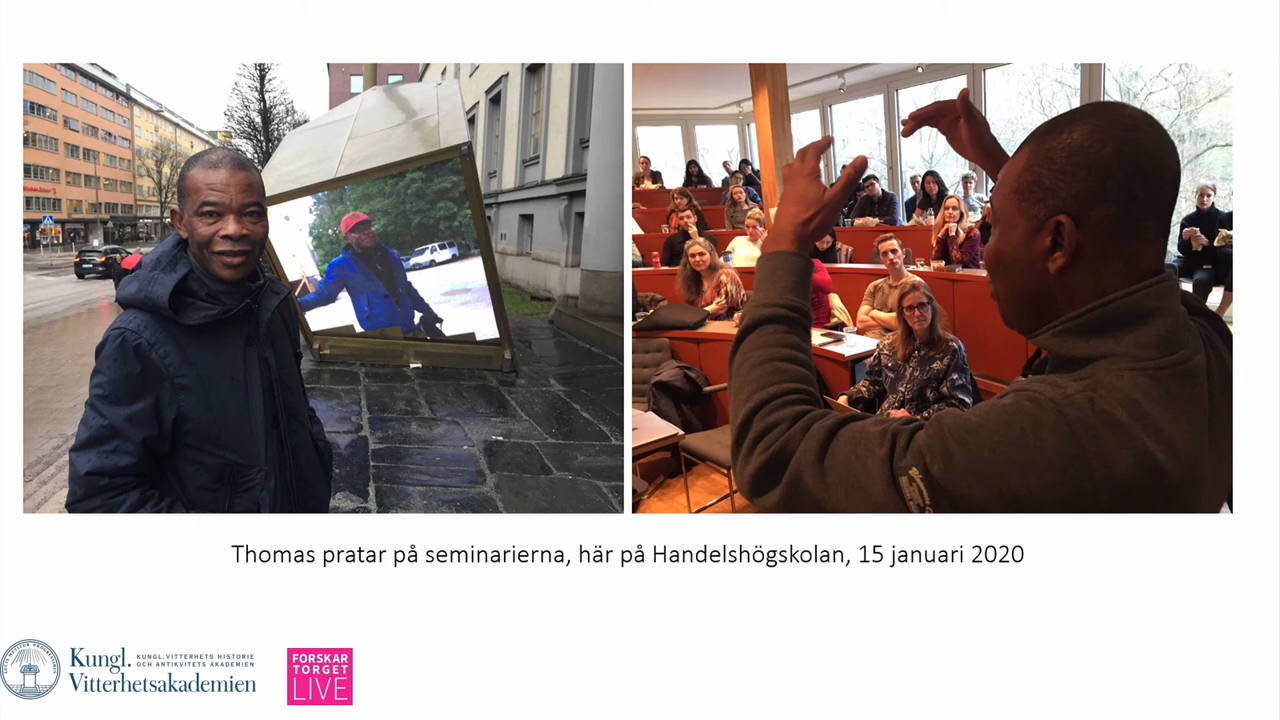 Thomas pratar på seminarierna, här på Handelshögskolan, 15 januari 2020
Kungl.
KUNGL. VITTERHETS HISTORIE
OCH ANTIKVITETS AKADEMIEN
Vitterhetsakademien
FORSKAR
TORGET
LIVE